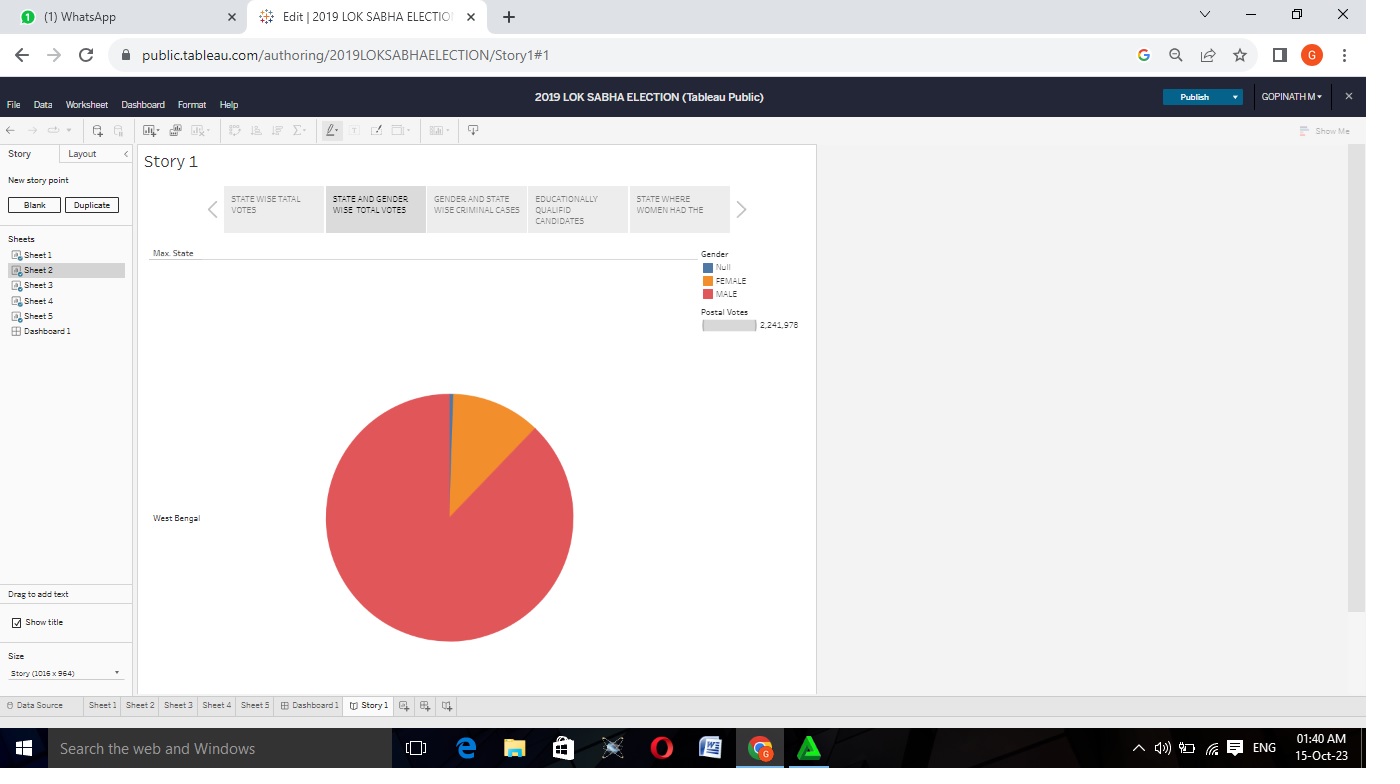 1
(1) WhatsApp
Edit | 2019 LOK SABHA ELECTIO
public.tableau.com/authoring/2019LOKSABHAELECTION/Story1#1
G
G
2019 LOK SABHA ELECTION (Tableau Public)
Publish
GOPINATH M
File Data Worksheet Dashboard Format Help
Show Me
Story Layout
New story point
Blank Duplicate
Sheets
Sheet 1
Sheet 2
Sheet 3
Sheet 4
Sheet 5
Dashboard 1
Drag to add text
Show title
Size
Story (1016 x 964)
Story 1
STATE WISE TATAL
VOTES
STATE AND GENDER
WISE TOTAL VOTES
GENDER AND STATE
WISE CRIMINAL CASES
EDUCATIONALLY
QUALIFID
CANDIDATES
STATE WHERE
WOMEN HAD THE
Max. State
Gender
Null
FEMALE
MALE
Postal Votes
2,241,978
West Bengal
Data Source Sheet 1 Sheet 2 Sheet 3 Sheet 4 Sheet 5 Dashboard 1 Story 1
Search the web and Windows
G
ENG
01:40 AM
15-Oct-23